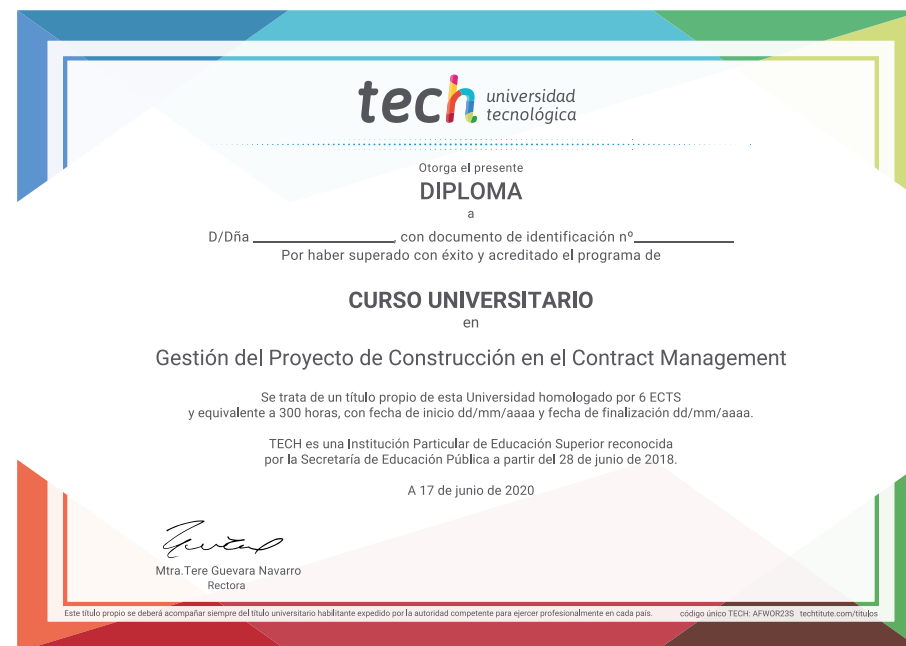 tech universidad
tecnológica
Otorga el presente
DIPLOMA
a
D/Dña ____________________, con documento de identificación nº______________
Por haber superado con éxito y acreditado el programa de
CURSO UNIVERSITARIO
en
Gestión del Proyecto de Construcción en el Contract Management
Se trata de un título propio de esta Universidad homologado por 6 ECTS
y equivalente a 300 horas, con fecha de inicio dd/mm/aaaa y fecha de finalización dd/mm/aaaa.
TECH es una Institución Particular de Educación Superior reconocida
por la Secretaría de Educación Pública a partir del 28 de junio de 2018.
A 17 de junio de 2020
Mtra.Tere Guevara Navarro
Rectora
Este título propio se deberá acompañar siempre del título universitario habilitante expedido por la autoridad competente para ejercer profesionalmente en cada país. código único TECH: AFWOR23S techtitute.com/titulos